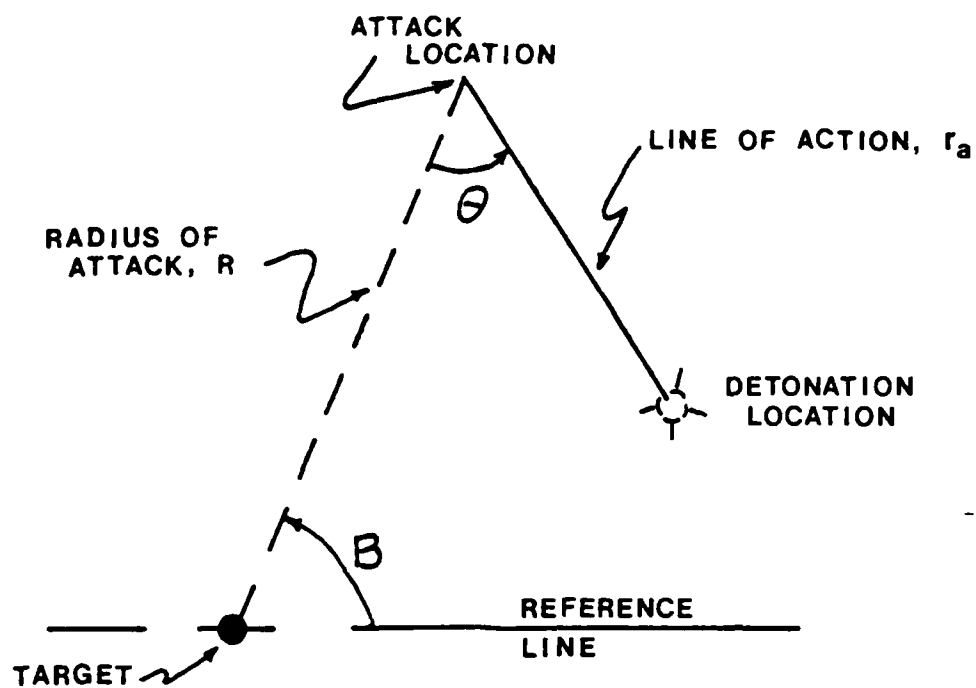 ATTACK
LOCATION
LINE OF ACTION, ra
θ
RADIUS OF
ATTACK, R
DETONATION
LOCATION
B
REFERENCE
LINE
TARGET